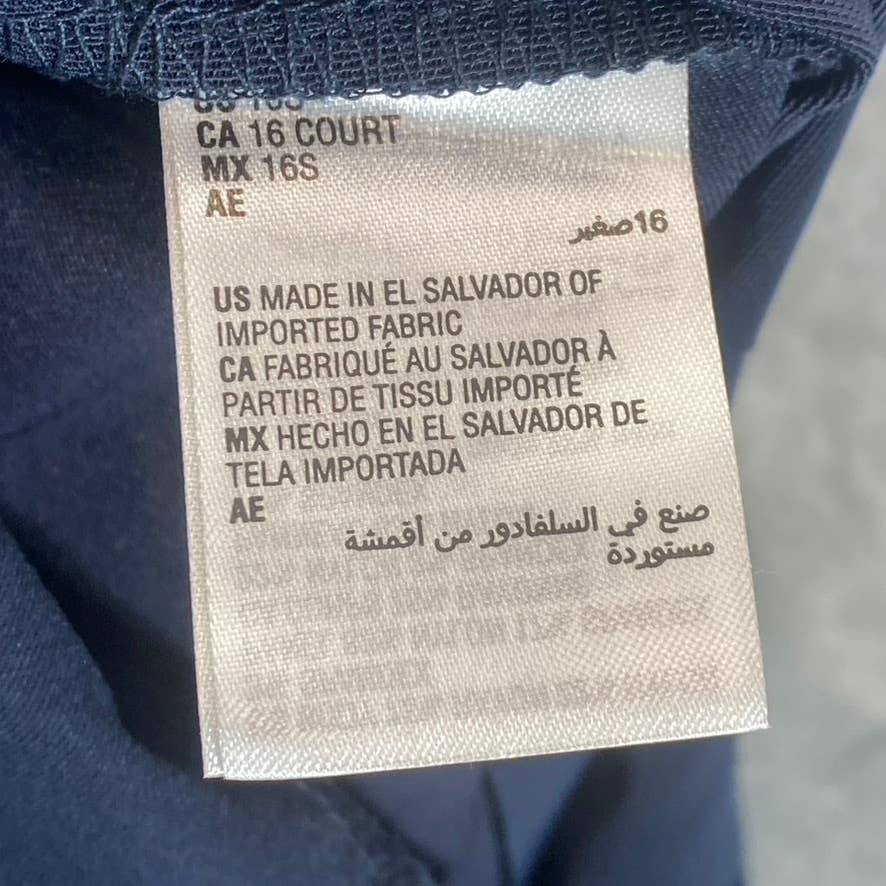 CA 16 COURT
MX 16S
AE
16صغير
US MADE IN EL SALVADOR OF
IMPORTED FABRIC
CA FABRIQUÉ AU SALVADOR À
PARTIR DE TISSU IMPORTÉ
MX HECHO EN EL SALVADOR DE
TELA IMPORTADA
AE
صنع في السلفادور من أقمشة
مستوردة